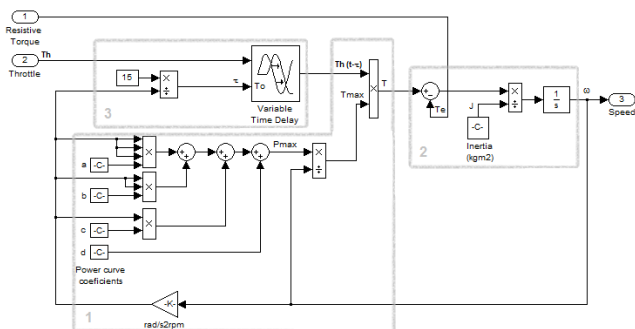 1
Resistive
Torque
Th
2
Throttle
15
×
÷
τ
To
Variable
Time Delay
3
Th (t-τ)
Tmax
×
T
+
-
Te
J
-C-
Inertia
(kgm2)
×
÷
1
s
2
ω
3
Speed
a
-C-
×
+
+
+
+
+
+
Pmax
×
÷
b
-C-
×
c
-C-
×
d
-C-
Power curve
coeficients
1
-K-
rad/s2rpm